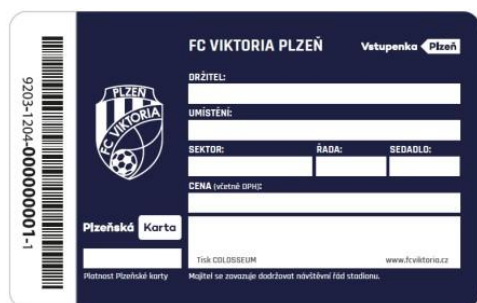 9203-1204-000000001-1
FC VIKTORIA PLZEŇ
Vstupenka Plzeň
PLZEŇ
FC VIKTORIA
DRŽITEL:
UMÍSTĚNÍ:
SEKTOR: ŘADA: SEDADLO:
CENA (včetně DPH):
Plzeňská Karta
Tisk COLOSSEUM www.fcviktoria.cz
Platnost Plzeňské karty Majitel se zavazuje dodržovat návštěvní řád stadionu.